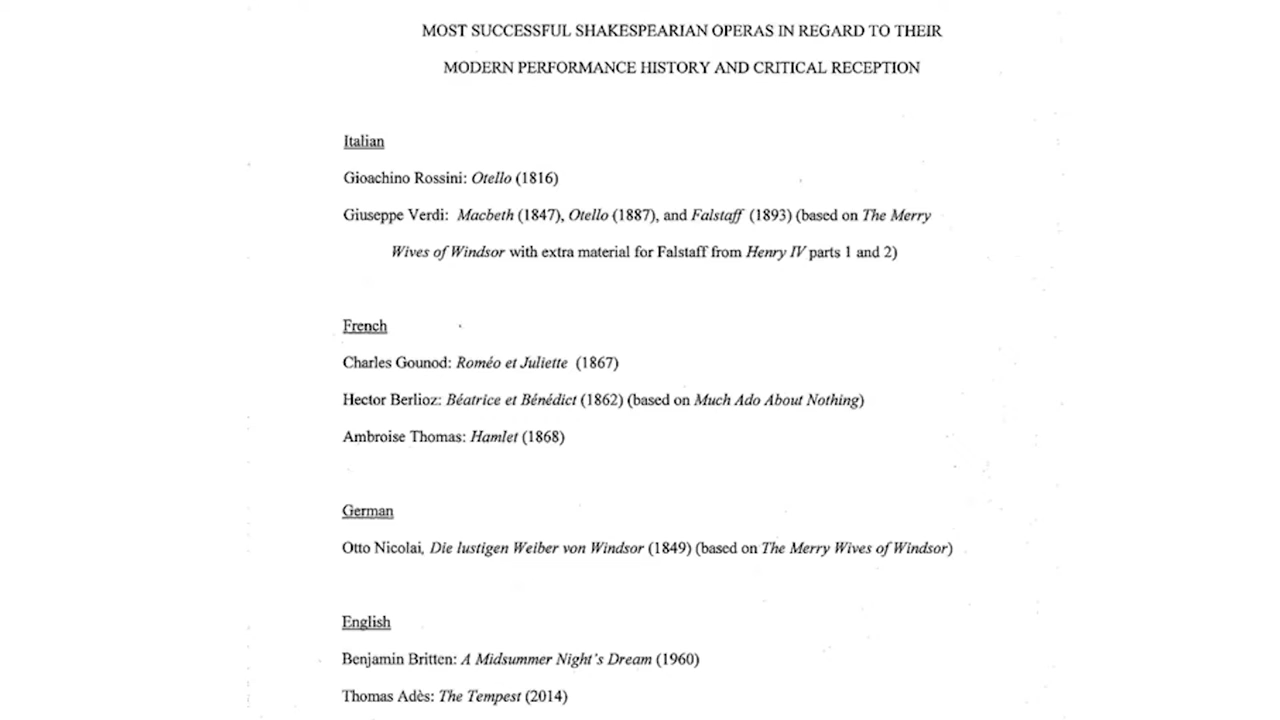 MOST SUCCESSFUL SHAKESPEARIAN OPERAS IN REGARD TO THEIR
MODERN PERFORMANCE HISTORY AND CRITICAL RECEPTION
Italian
Gioachino Rossini: Otello (1816)
Giuseppe Verdi: Macbeth (1847), Otello (1887), and Falstaff (1893) (based on The Merry
Wives of Windsor with extra material for Falstaff from Henry IV parts 1 and 2)
French
Charles Gounod: Roméo et Juliette (1867)
Hector Berlioz: Béatrice et Bénédict (1862) (based on Much Ado About Nothing)
Ambroise Thomas: Hamlet (1868)
German
Otto Nicolai, Die lustigen Weiber von Windsor (1849) (based on The Merry Wives of Windsor)
English
Benjamin Britten: A Midsummer Night's Dream (1960)
Thomas Adès: The Tempest (2014)